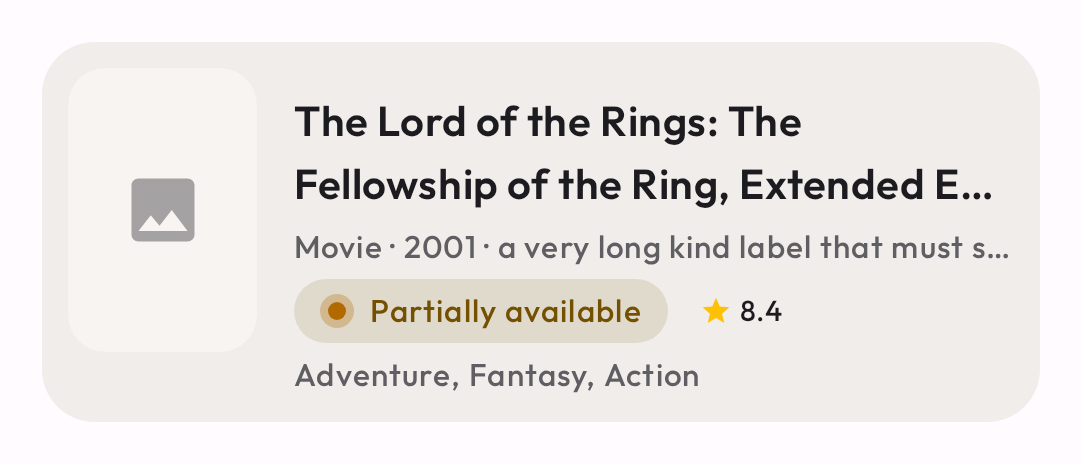 The Lord of the Rings: The
Fellowship of the Ring, Extended E...
Movie · 2001 · a very long kind label that must s...
Partially available
8.4
Adventure, Fantasy, Action